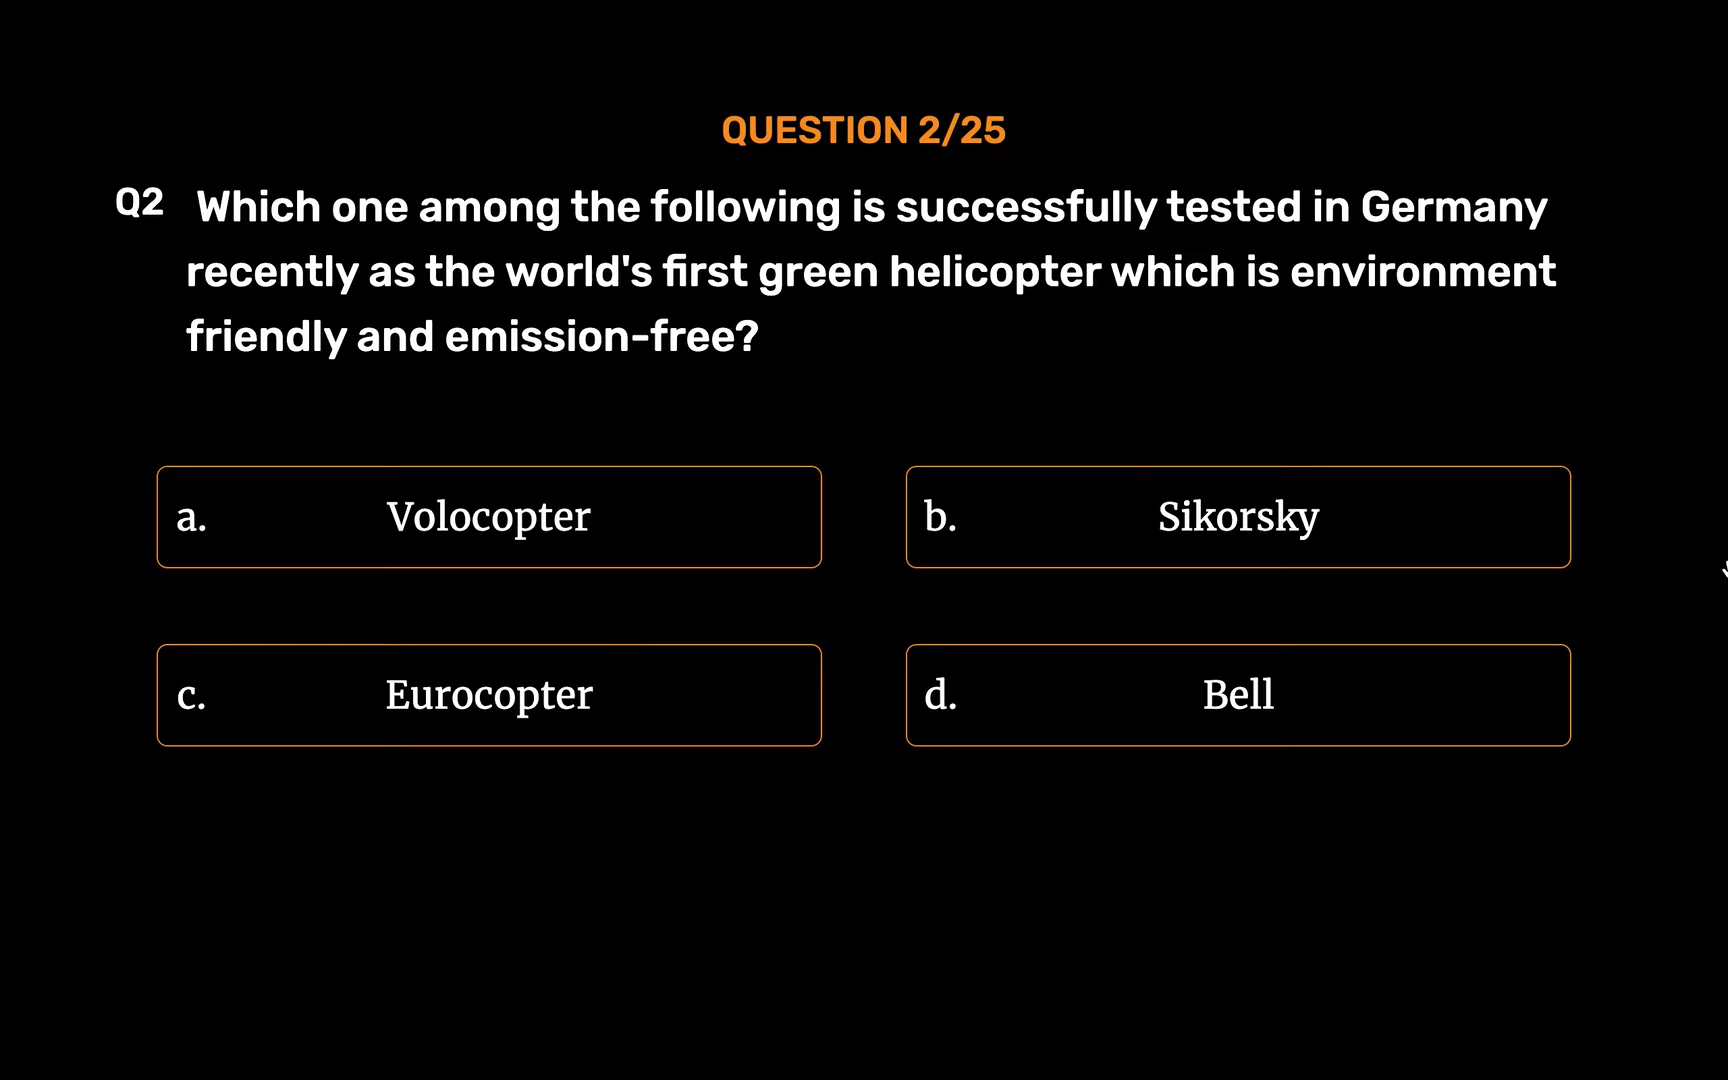 QUESTION 2/25
Q2 Which one among the following is successfully tested in Germany
recently as the world's first green helicopter which is environment
friendly and emission-free?
a. Volocopter
b. Sikorsky
c. Eurocopter
d. Bell